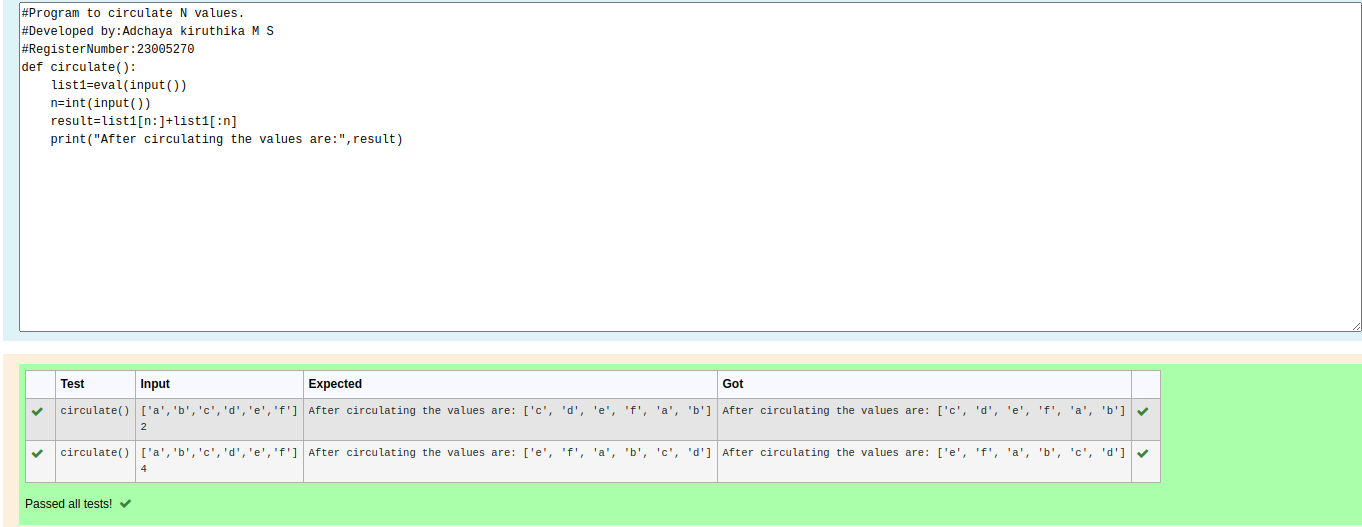 #Program to circulate N values.
#Developed by:Adchaya kiruthika M S
#RegisterNumber:23005270
def circulate():
    list1=eval(input())
    n=int(input())
    result=list1[n:]+list1[:n]
    print("After circulating the values are:",result)
Test Input Expected Got
circulate() ['a','b','c','d','e','f'] After circulating the values are: ['c', 'd', 'e', 'f', 'a', 'b'] After circulating the values are: ['c', 'd', 'e', 'f', 'a', 'b']
2
circulate() ['a','b','c','d','e','f'] After circulating the values are: ['e', 'f', 'a', 'b', 'c', 'd'] After circulating the values are: ['e', 'f', 'a', 'b', 'c', 'd']
4
Passed all tests!